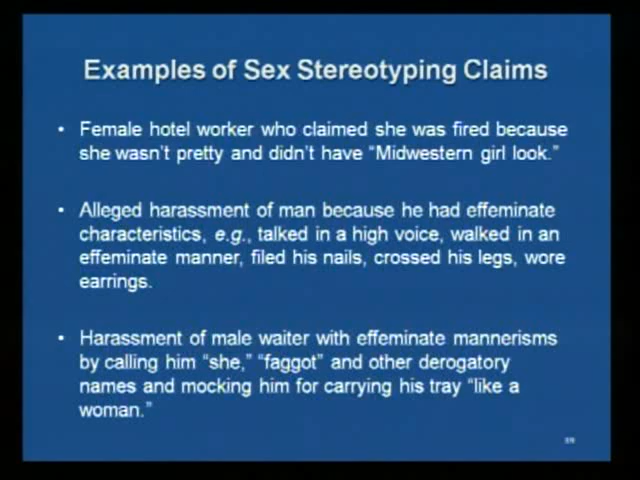 Examples of Sex Stereotyping Claims
• Female hotel worker who claimed she was fired because
she wasn't pretty and didn't have "Midwestern girl look."
• Alleged harassment of man because he had effeminate
characteristics, e.g., talked in a high voice, walked in an
effeminate manner, filed his nails, crossed his legs, wore
earrings.
• Harassment of male waiter with effeminate mannerisms
by calling him "she," "faggot" and other derogatory
names and mocking him for carrying his tray "like a
woman."